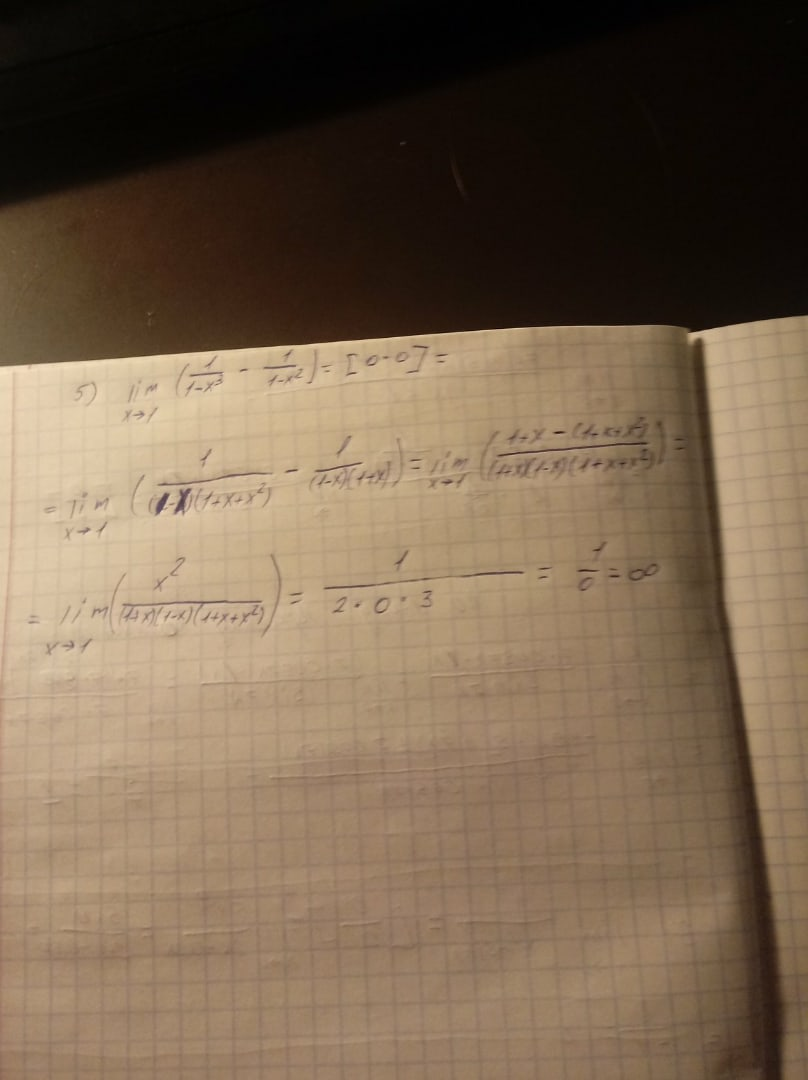 5) lim x→1 (1/(1-x³) - 1/(1-x²)) = [0-0] =
= lim x→1 (1/((1-x)(1+x+x²)) - 1/((1-x)(1+x))) = lim x→1 ((1+x-(1+x+x²))/((1+x)(1-x)(1+x+x²))) =
= lim x→1 (x²/((1+x)(1-x)(1+x+x²))) = 1/(2·0·3) = 1/0 = ∞